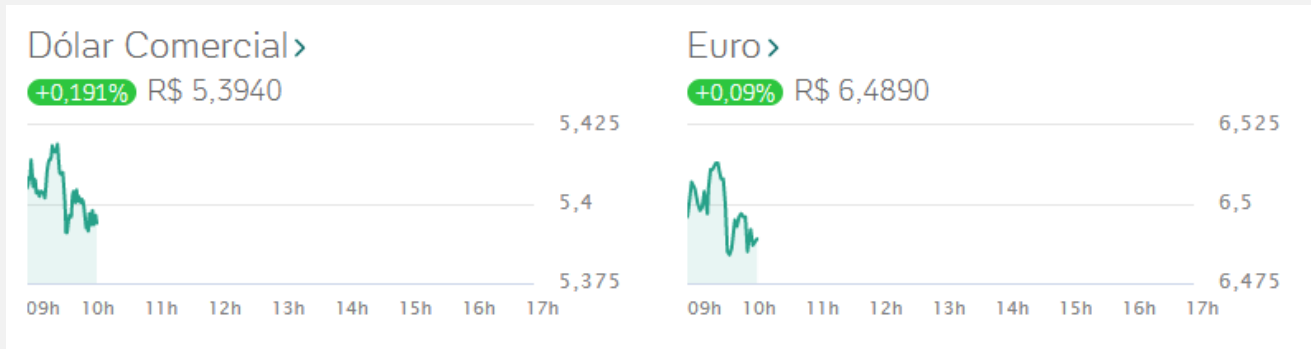 Dólar Comercial >
+0,191% R$ 5,3940
5,425
5,4
5,375
09h 10h 11h 12h 13h 14h 15h 16h 17h
Euro >
+0,09% R$ 6,4890
6,525
6,5
6,475
09h 10h 11h 12h 13h 14h 15h 16h 17h